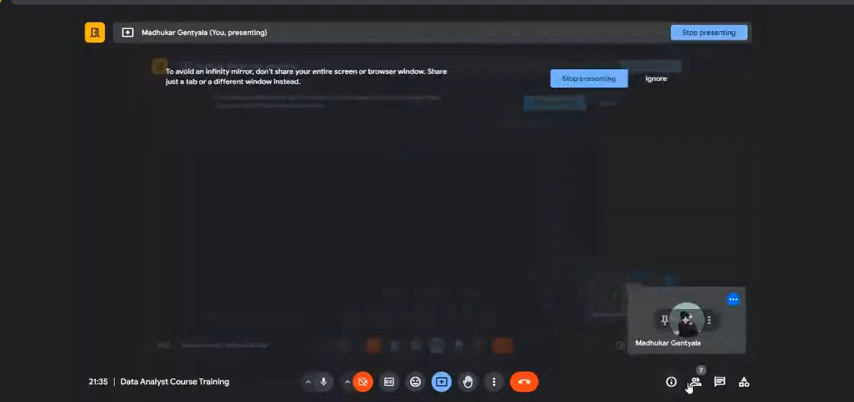 Madhukar Gentyala (You, presenting)
Stop presenting
To avoid an infinity mirror, don't share your entire screen or browser window. Share
just a tab or a different window instead.
Stop presenting
Ignore
Madhukar Gentyala
7
21:35 | Data Analyst Course Training